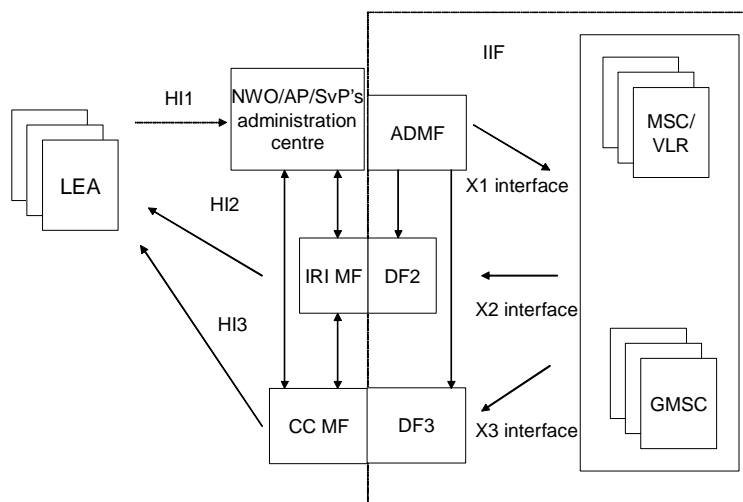 IIF
HI1
NWO/AP/SvP's
administration
centre
ADMF
MSC/
VLR
LEA
X1 interface
HI2
IRI MF
DF2
X2 interface
HI3
CC MF
DF3
X3 interface
GMSC